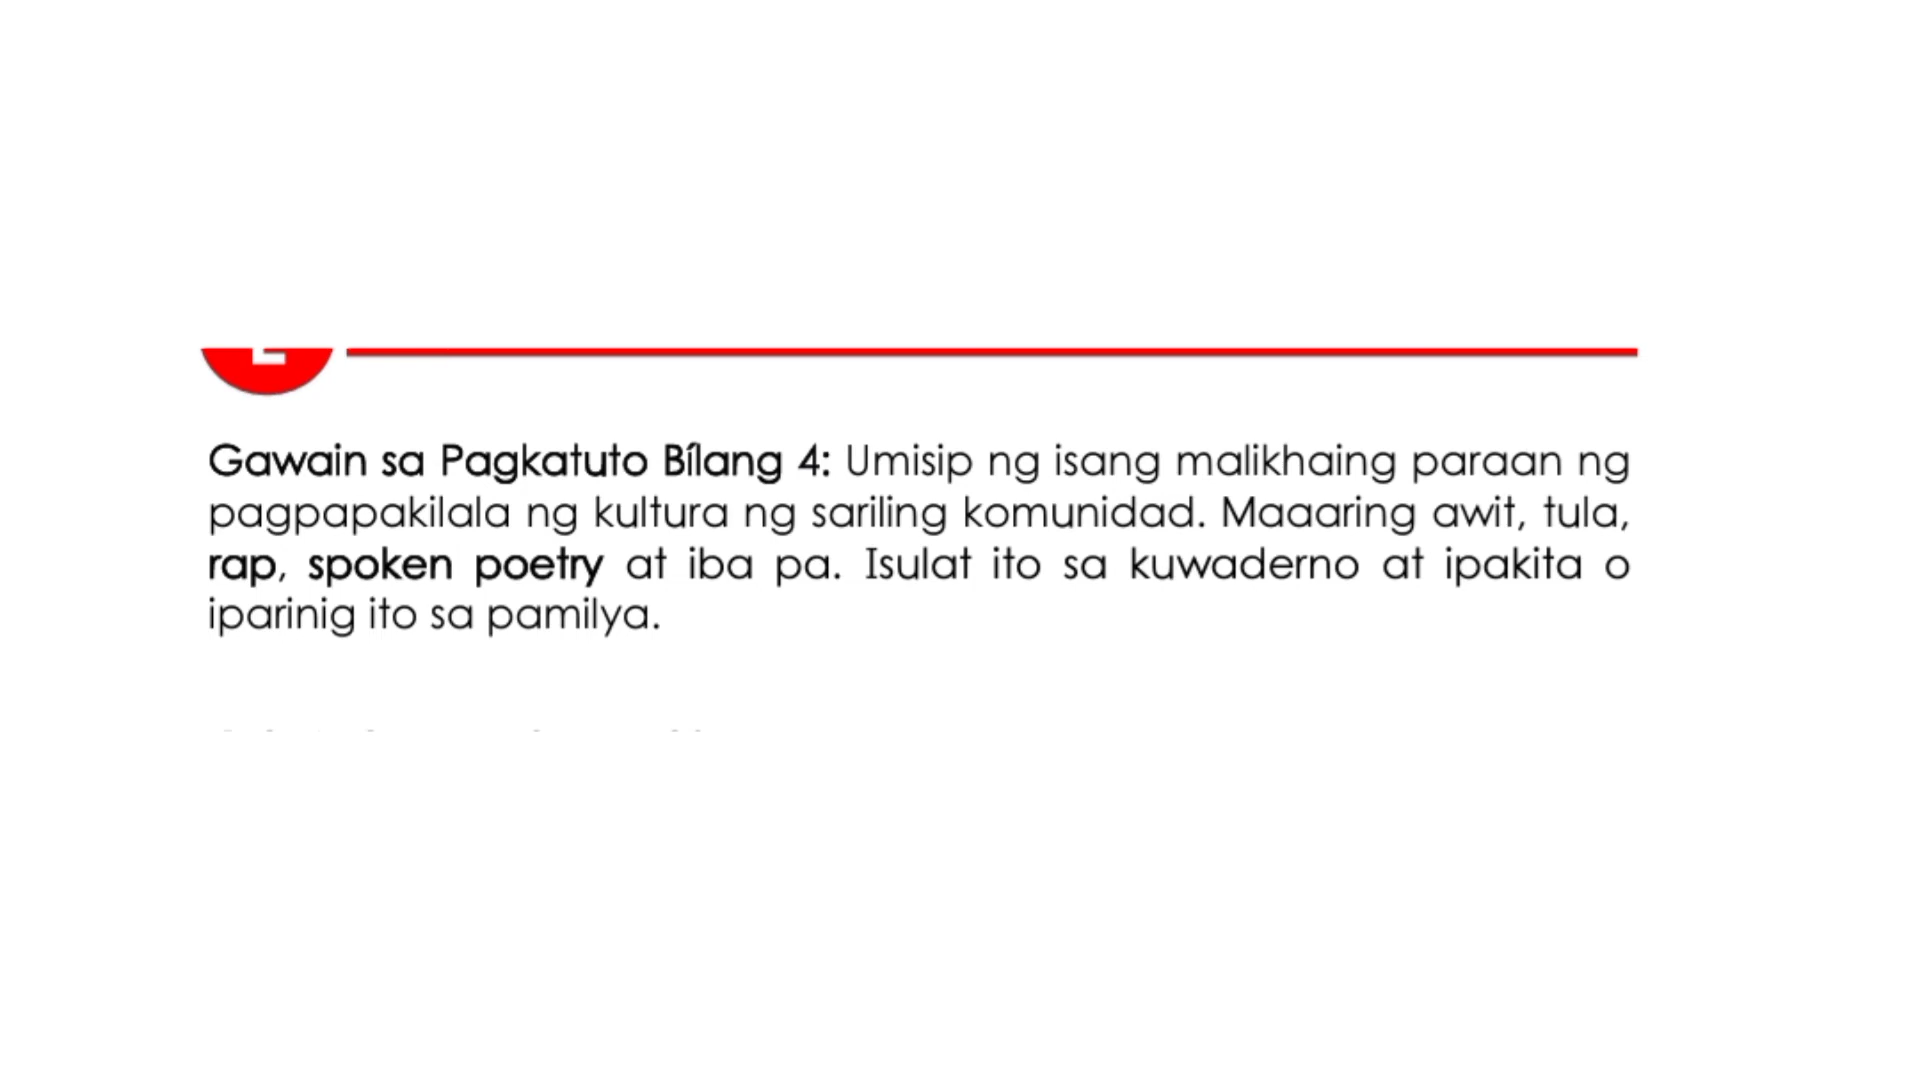 Gawain sa Pagkatuto Bílang 4: Umisip ng isang malikhaing paraan ng
pagpapakilala ng kultura ng sariling komunidad. Maaaring awit, tula,
rap, spoken poetry at iba pa. Isulat ito sa kuwaderno at ipakita o
iparinig ito sa pamilya.